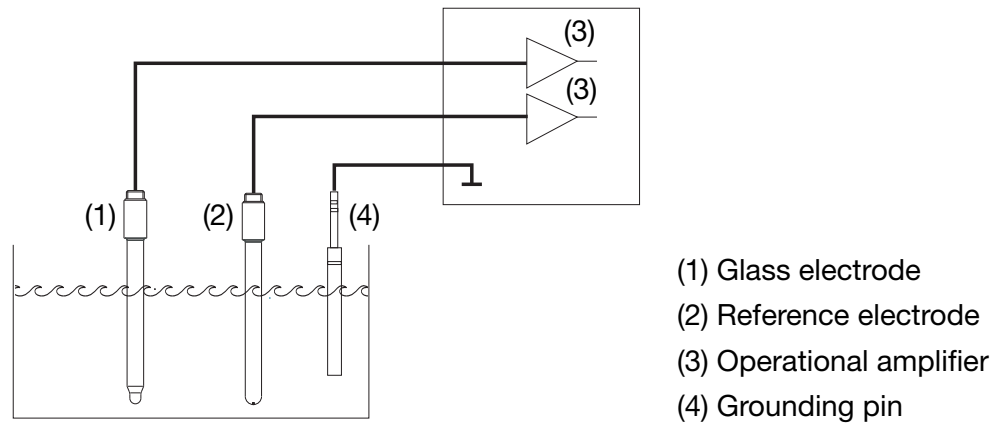 (3)
(3)
(1)
(2)
(4)
(1) Glass electrode
(2) Reference electrode
(3) Operational amplifier
(4) Grounding pin